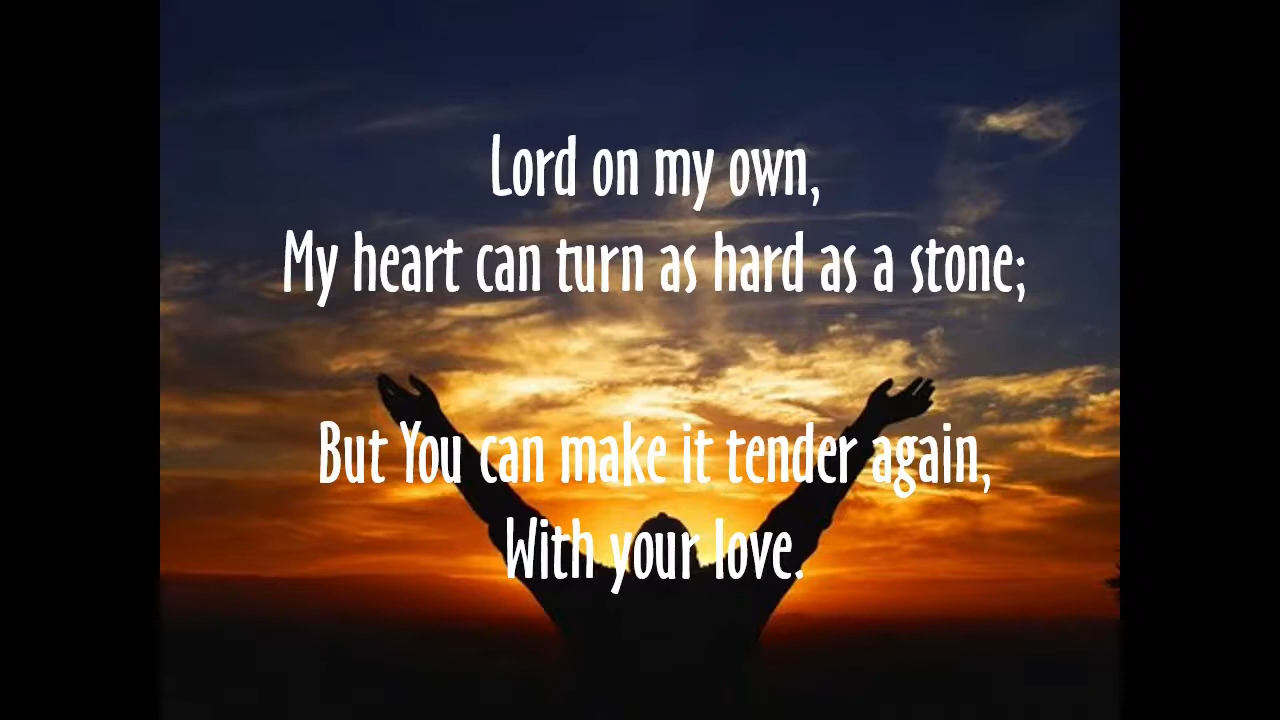 Lord on my own,
My heart can turn as hard as a stone;
But You can make it tender again,
With your love.